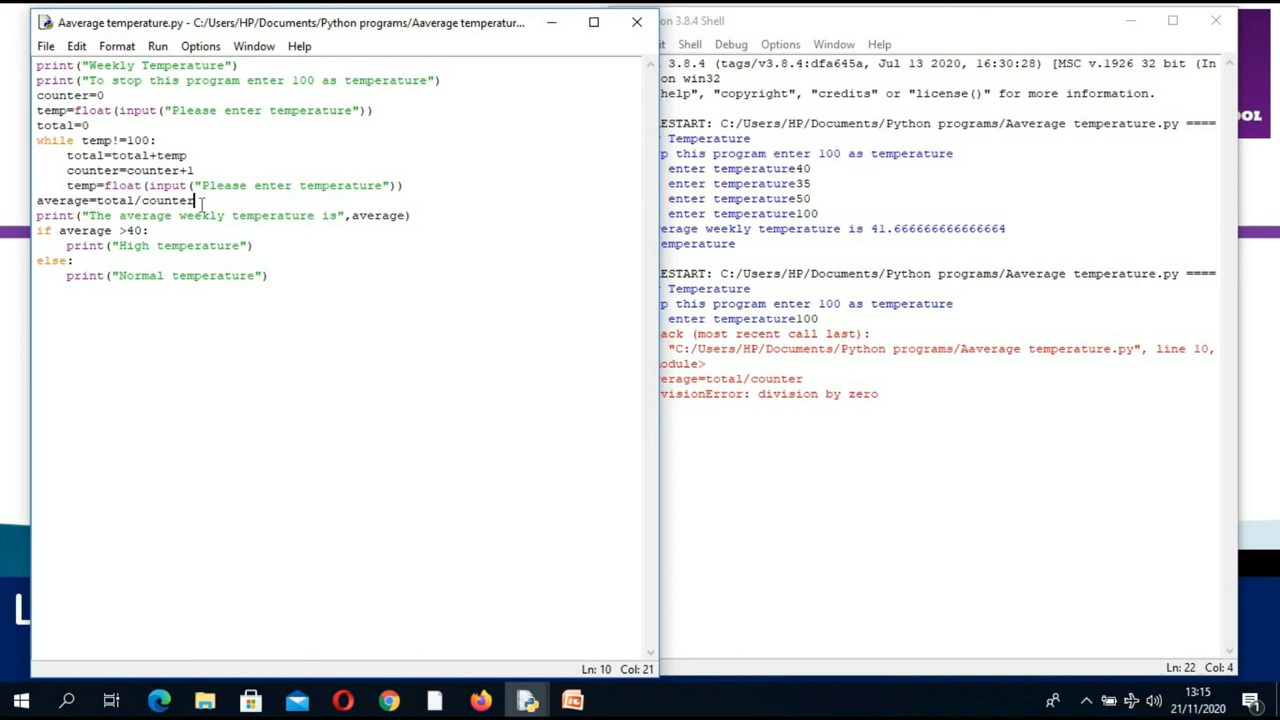 Aaverage temperature.py - C:/Users/HP/Documents/Python programs/Aaverage temperatur...
File Edit Format Run Options Window Help
print("Weekly Temperature")
print("To stop this program enter 100 as temperature")
counter=0
temp=float(input("Please enter temperature"))
total=0
while temp!=100:
total=total+temp
counter=counter+1
temp=float(input("Please enter temperature"))
average=total/counter
print("The average weekly temperature is",average)
if average >40:
print("High temperature")
else:
print("Normal temperature")
Ln: 10 Col: 21
3.8.4 Shell
Shell Debug Options Window Help
3.8.4 (tags/v3.8.4:dfa645a, Jul 13 2020, 16:30:28) [MSC v.1926 32 bit (In
on win32
help", "copyright", "credits" or "license()" for more information.
ESTART: C:/Users/HP/Documents/Python programs/Aaverage temperature.py ====
Temperature
p this program enter 100 as temperature
enter temperature40
enter temperature35
enter temperature50
enter temperature100
erage weekly temperature is 41.666666666666664
emperature
ESTART: C:/Users/HP/Documents/Python programs/Aaverage temperature.py ====
Temperature
p this program enter 100 as temperature
enter temperature100
ack (most recent call last):
"C:/Users/HP/Documents/Python programs/Aaverage temperature.py", line 10,
odule>
erage=total/counter
visionError: division by zero
Ln: 22 Col: 4
OOL
L
13:15
21/11/2020